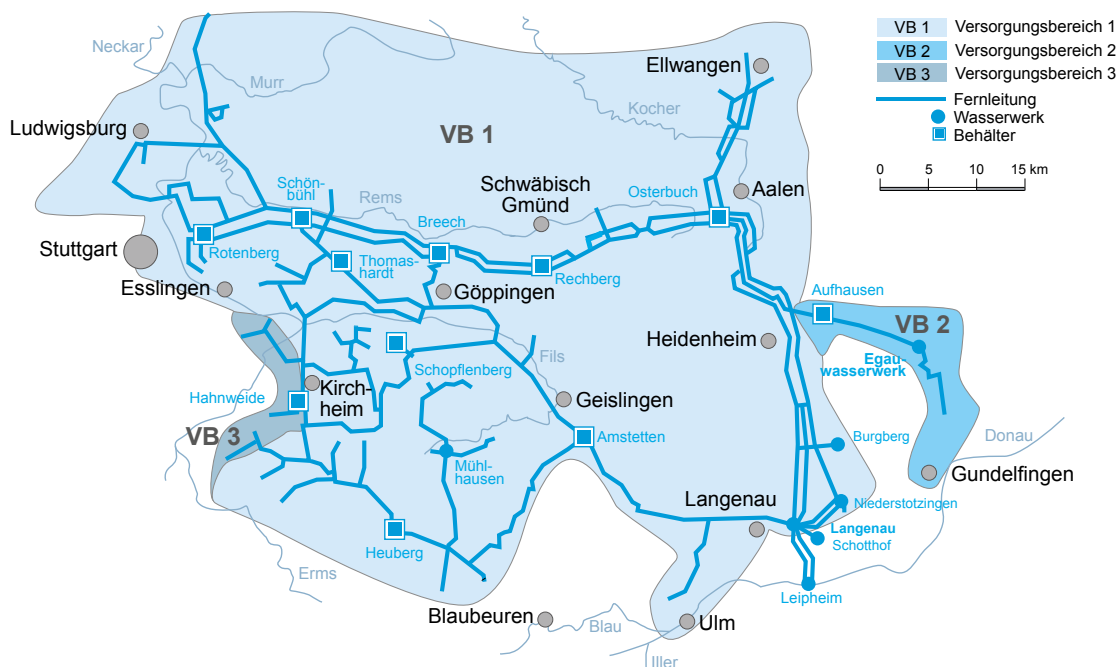 VB 1 Versorgungsbereich 1
VB 2 Versorgungsbereich 2
VB 3 Versorgungsbereich 3
Fernleitung
Wasserwerk
Behälter
0 5 10 15 km
Neckar
Murr
Ellwangen
Kocher
Ludwigsburg
VB 1
Schön-
bühl
Rems
Schwäbisch
Gmünd
Osterbuch
Aalen
Breech
Stuttgart
Rotenberg
Thomas-
hardt
Rechberg
Esslingen
Göppingen
Aufhausen
VB 2
Heidenheim
Egau-
wasserwerk
Fils
Schopflenberg
Kirch-
heim
Hahnweide
Geislingen
VB 3
Amstetten
Burgberg
Donau
Mühl-
hausen
Gundelfingen
Langenau
Niederstotzingen
Langenau
Schotthof
Heuberg
Erms
Leipheim
Blaubeuren
Blau
Ulm
Iller